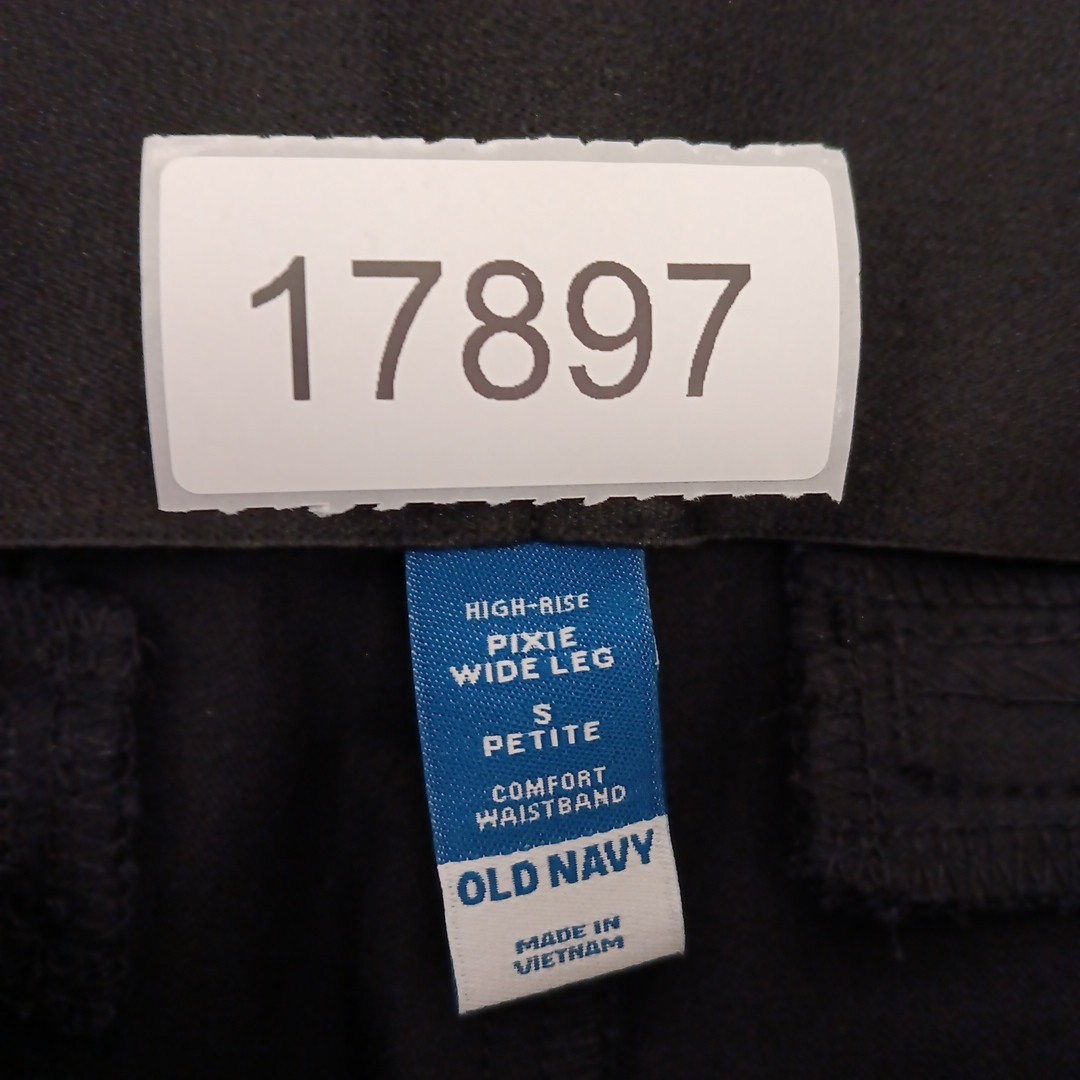 17897
HIGH-RISE
PIXIE
WIDE LEG
S
PETITE
COMFORT
WAISTBAND
OLD NAVY
MADE IN
VIETNAM